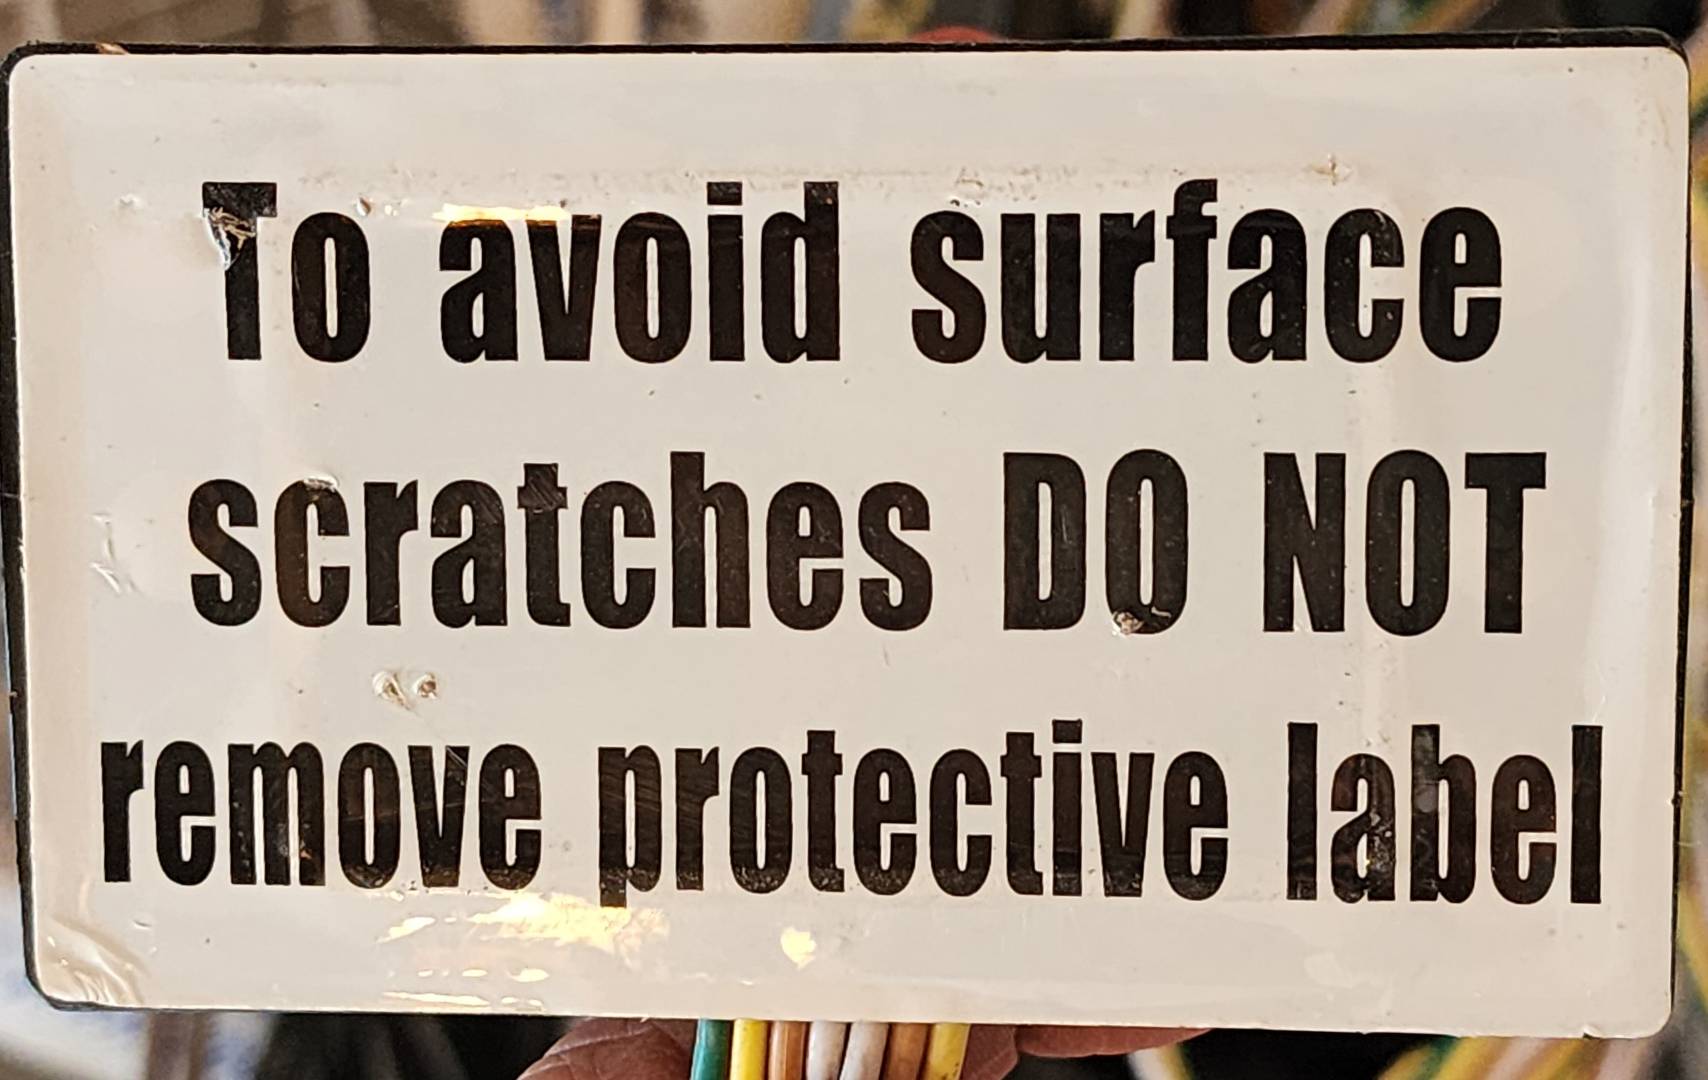 To avoid surface
scratches DO NOT
remove protective label